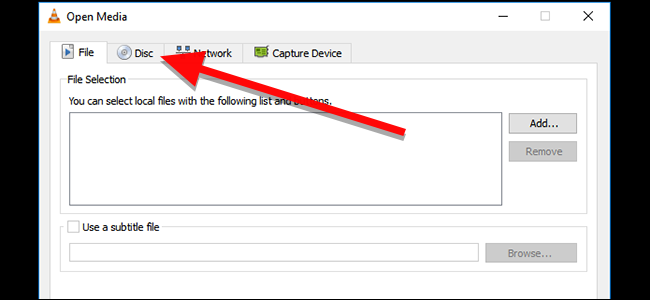 Open Media
File Disc Network Capture Device
File Selection
You can select local files with the following list and buttons.
Add...
Remove
Use a subtitle file
Browse...